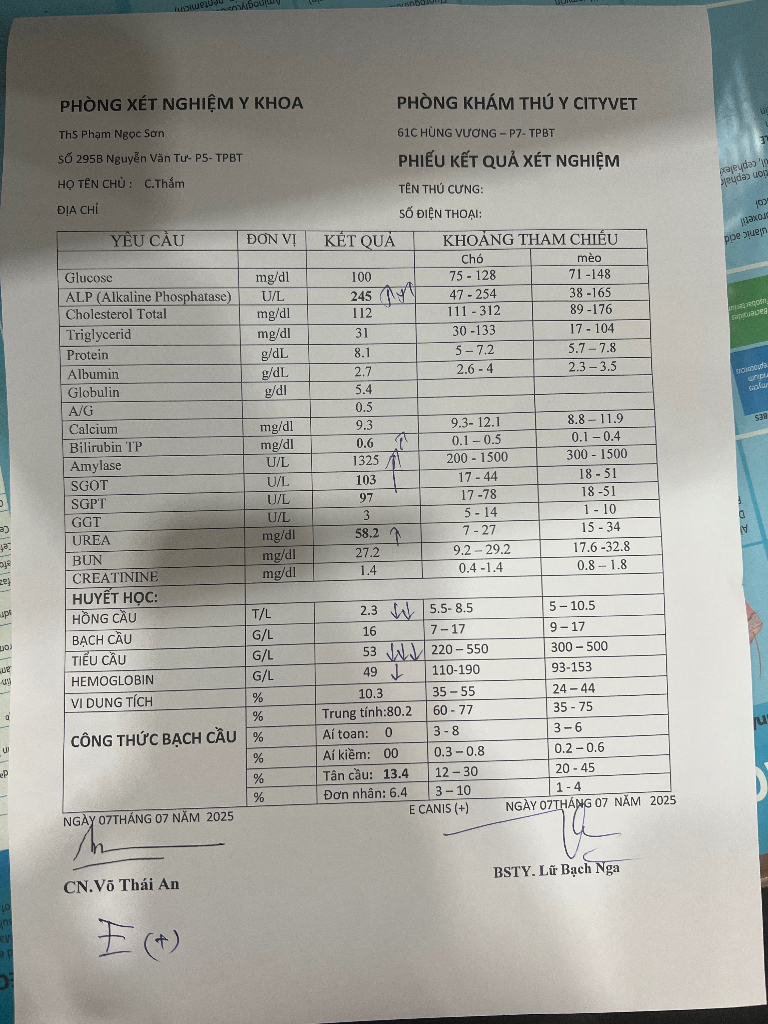 PHÒNG XÉT NGHIỆM Y KHOA
ThS Phạm Ngọc Sơn
SỐ 295B Nguyễn Văn Tư- P5- TPBT
HỌ TÊN CHỦ : C.Thắm
ĐỊA CHỈ
PHÒNG KHÁM THÚ Y CITYVET
61C HÙNG VƯƠNG – P7- TPBT
PHIẾU KẾT QUẢ XÉT NGHIỆM
TÊN THÚ CƯNG:
SỐ ĐIỆN THOẠI:
YÊU CẦU ĐƠN VỊ KẾT QUẢ KHOẢNG THAM CHIẾU
Chó mèo
Glucose mg/dl 100 75 - 128 71 -148
ALP (Alkaline Phosphatase) U/L 245 47 - 254 38 -165
Cholesterol Total mg/dl 112 111 - 312 89 -176
Triglycerid mg/dl 31 30 -133 17 - 104
Protein g/dL 8.1 5 – 7.2 5.7 – 7.8
Albumin g/dL 2.7 2.6 - 4 2.3 – 3.5
Globulin g/dl 5.4
A/G 0.5
Calcium mg/dl 9.3 9.3- 12.1 8.8 – 11.9
Bilirubin TP mg/dl 0.6 0.1 – 0.5 0.1 – 0.4
Amylase U/L 1325 200 - 1500 300 - 1500
SGOT U/L 103 17 - 44 18 - 51
SGPT U/L 97 17 -78 18 -51
GGT U/L 3 5 - 14 1 - 10
UREA mg/dl 58.2 7 - 27 15 - 34
BUN mg/dl 27.2 9.2 – 29.2 17.6 -32.8
CREATININE mg/dl 1.4 0.4 -1.4 0.8 – 1.8
HUYẾT HỌC:
HỒNG CẦU T/L 2.3 5.5- 8.5 5 – 10.5
BẠCH CẦU G/L 16 7 – 17 9 – 17
TIỂU CẦU G/L 53 220 – 550 300 – 500
HEMOGLOBIN G/L 49 110-190 93-153
VI DUNG TÍCH % 10.3 35 – 55 24 – 44
CÔNG THỨC BẠCH CẦU
% Trung tính:80.2 60 - 77 35 - 75
% Aí toan: 0 3 - 8 3 – 6
% Aí kiềm: 00 0.3 – 0.8 0.2 – 0.6
% Tân cầu: 13.4 12 – 30 20 - 45
% Đơn nhân: 6.4 3 – 10 1 - 4
NGÀY 07THÁNG 07 NĂM 2025
E CANIS (+) NGÀY 07THÁNG 07 NĂM 2025
CN.Võ Thái An
BSTY. Lữ Bạch Nga
E (+)